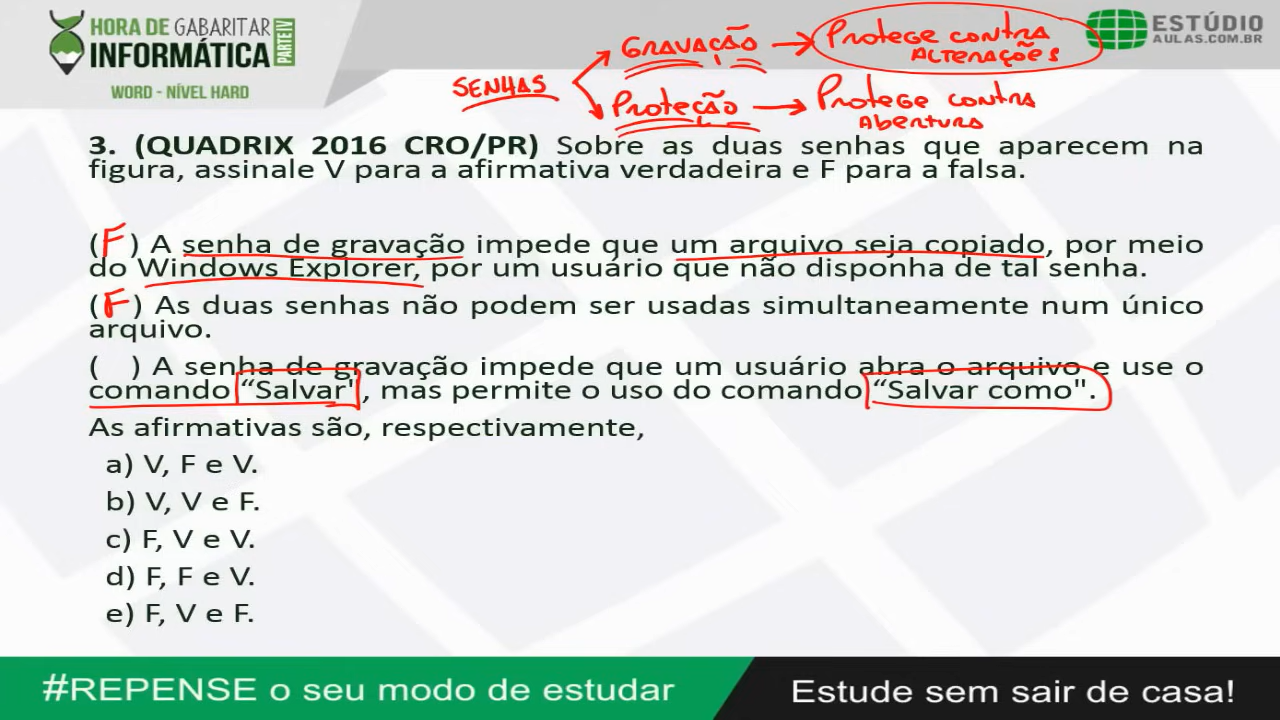 HORA DE GABARITAR
INFORMÁTICA
PARTE IV
WORD - NÍVEL HARD
SENHAS
GRAVAÇÃO → Protege contra
ALTERAÇÕES
Proteção → Protege contra
Abertura
ESTÚDIO
AULAS.COM.BR
3. (QUADRIX 2016 CRO/PR) Sobre as duas senhas que aparecem na
figura, assinale V para a afirmativa verdadeira e F para a falsa.
(F) A senha de gravação impede que um arquivo seja copiado, por meio
do Windows Explorer, por um usuário que não disponha de tal senha.
(F) As duas senhas não podem ser usadas simultaneamente num único
arquivo.
( ) A senha de gravação impede que um usuário abra o arquivo e use o
comando “Salvar", mas permite o uso do comando “Salvar como".
As afirmativas são, respectivamente,
a) V, F e V.
b) V, V e F.
c) F, V e V.
d) F, F e V.
e) F, V e F.
#REPENSE o seu modo de estudar
Estude sem sair de casa!